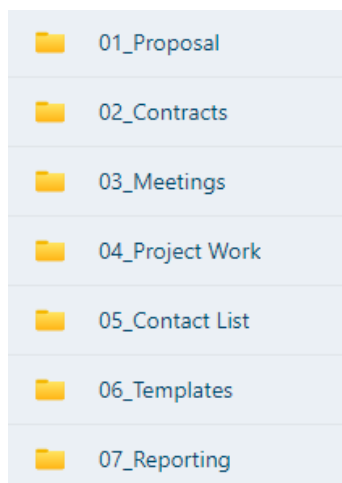 01_Proposal
02_Contracts
03_Meetings
04_Project Work
05_Contact List
06_Templates
07_Reporting